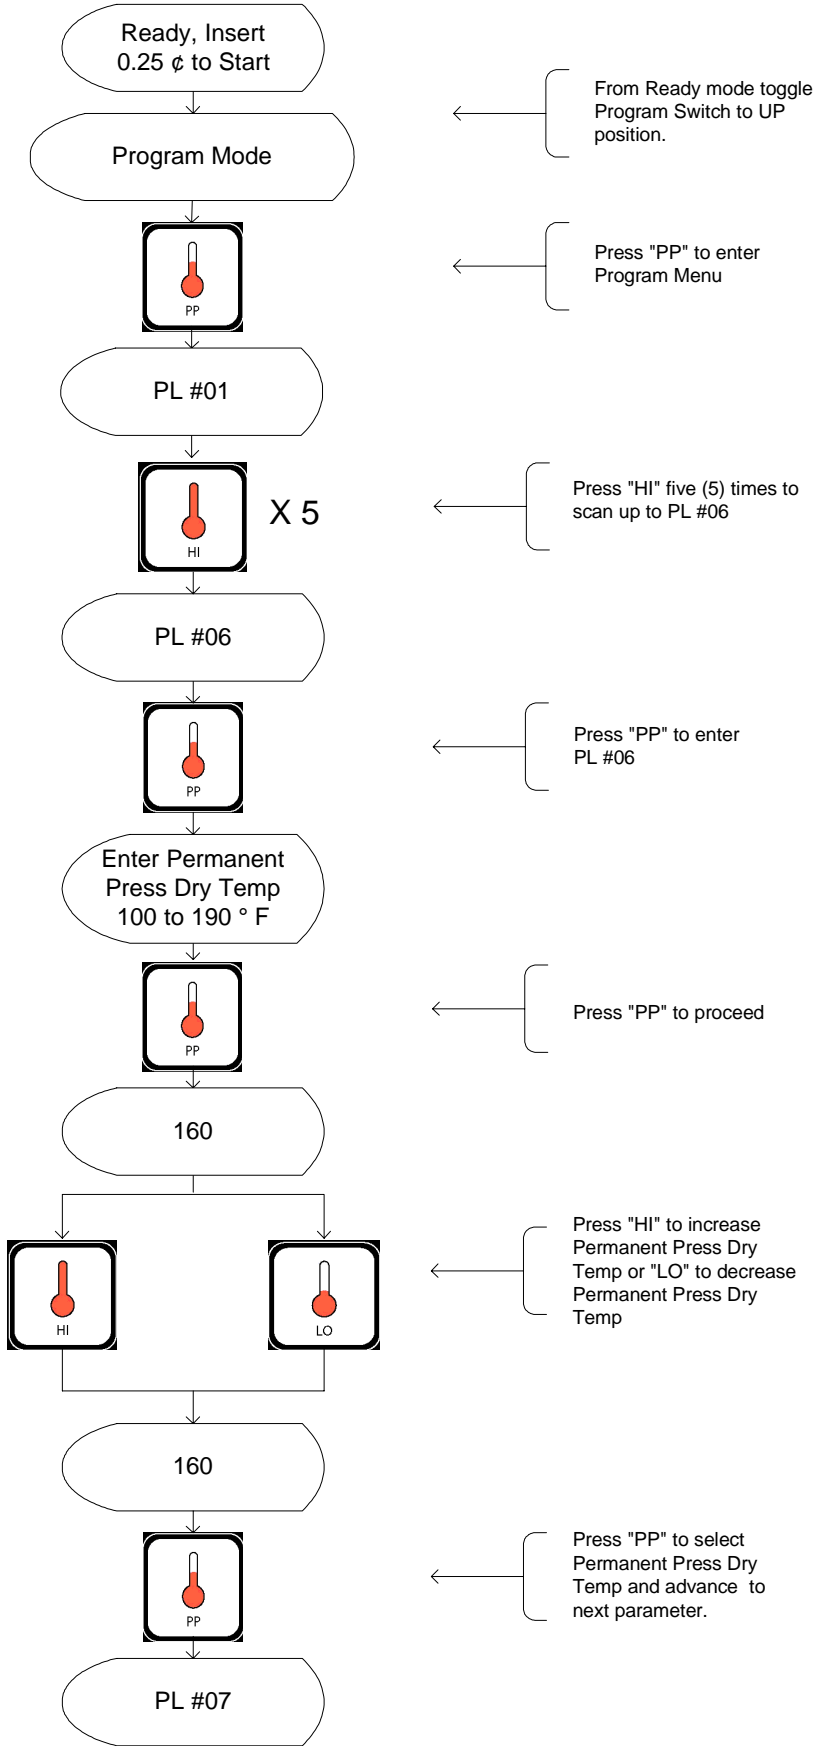 Ready, Insert
0.25 ¢ to Start
From Ready mode toggle
Program Switch to UP
position.
Program Mode
PP
Press "PP" to enter
Program Menu
PL #01
HI
X 5
Press "HI" five (5) times to
scan up to PL #06
PL #06
PP
Press "PP" to enter
PL #06
Enter Permanent
Press Dry Temp
100 to 190 ° F
PP
Press "PP" to proceed
160
HI
LO
Press "HI" to increase
Permanent Press Dry
Temp or "LO" to decrease
Permanent Press Dry
Temp
160
PP
Press "PP" to select
Permanent Press Dry
Temp and advance to
next parameter.
PL #07